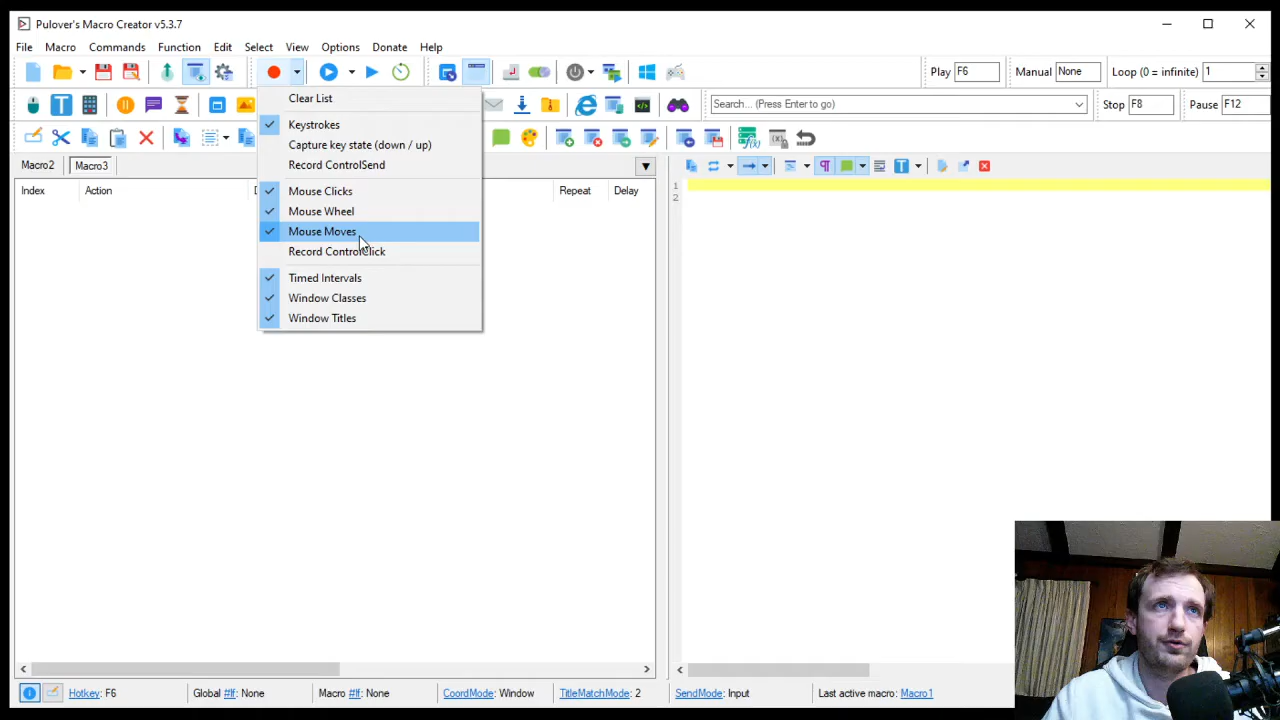 Pulover's Macro Creator v5.3.7
File Macro Commands Function Edit Select View Options Donate Help
Play F6 Manual None Loop (0 = infinite) 1
Search... (Press Enter to go) Stop F8 Pause F12
Macro2 Macro3
Index Action Repeat Delay
Clear List
Keystrokes
Capture key state (down / up)
Record ControlSend
Mouse Clicks
Mouse Wheel
Mouse Moves
Record ControlClick
Timed Intervals
Window Classes
Window Titles
1
2
Hotkey: F6 Global #If: None Macro #If: None CoordMode: Window TitleMatchMode: 2 SendMode: Input Last active macro: Macro1